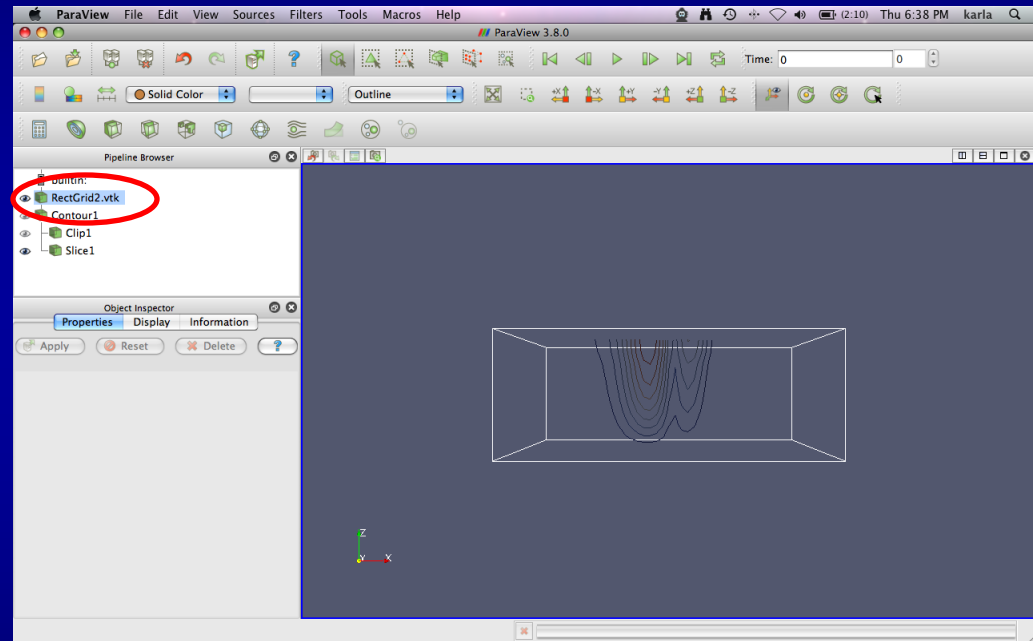 ParaView File Edit View Sources Filters Tools Macros Help (2:10) Thu 6:38 PM karla
ParaView 3.8.0
? Time: 0 0
Solid Color Outline +X -X +Y -Y +Z -Z
Pipeline Browser
builtin:
RectGrid2.vtk
Contour1
Clip1
Slice1
Object Inspector
Properties Display Information
Apply Reset Delete ?
Z
Y X